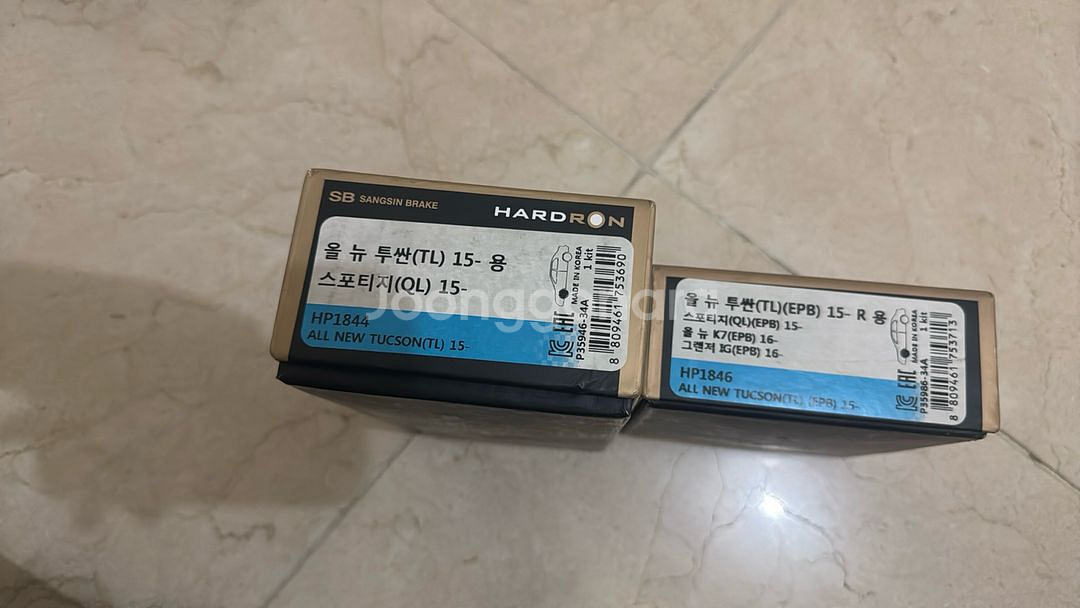 SB SANGSIN BRAKE
HARDRON
올 뉴 투싼(TL) 15- 용
스포티지(QL) 15-
HP1844
ALL NEW TUCSON(TL) 15-
MADE IN KOREA
1 kit
EAC
P35946-34A
8 809461 753690
올 뉴 투싼(TL)(EPB) 15- R 용
스포티지(QL)(EPB) 15-
올 뉴 K7(EPB) 16-
그랜저 IG(EPB) 16-
HP1846
ALL NEW TUCSON(TL) (EPB) 15-
MADE IN KOREA
1 kit
EAC
P35986-34A
8 809461 753713
Joongg